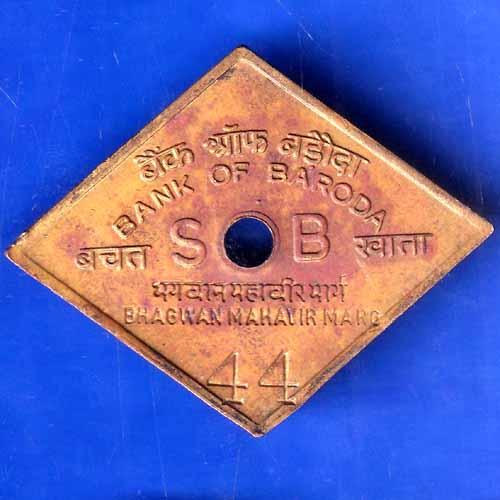 बैंक ऑफ बड़ौदा
BANK OF BARODA
बचत S B खाता
भगवान महावीर मार्ग
BHAGWAN MAHAVIR MARG
44